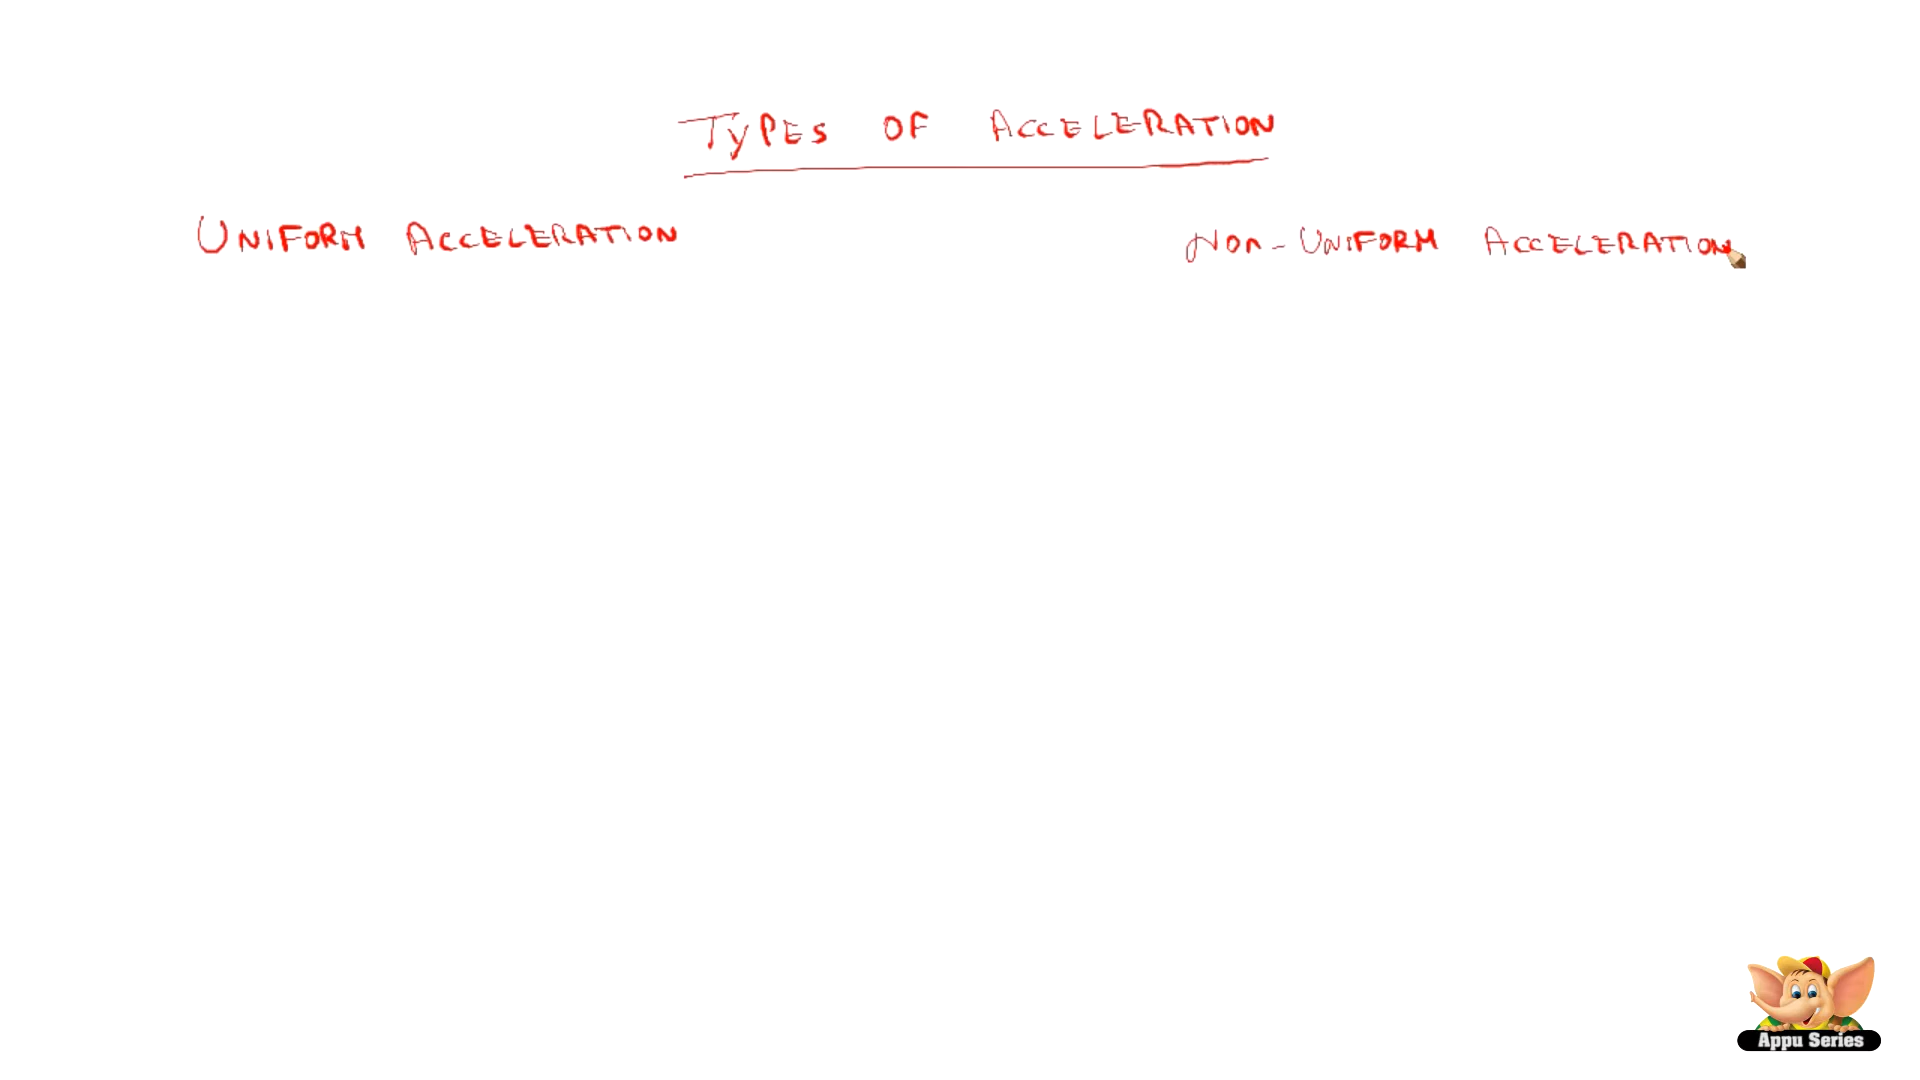 TYPES OF ACCELERATION
UNIFORM ACCELERATION
NON-UNIFORM ACCELERATION
Appu Series